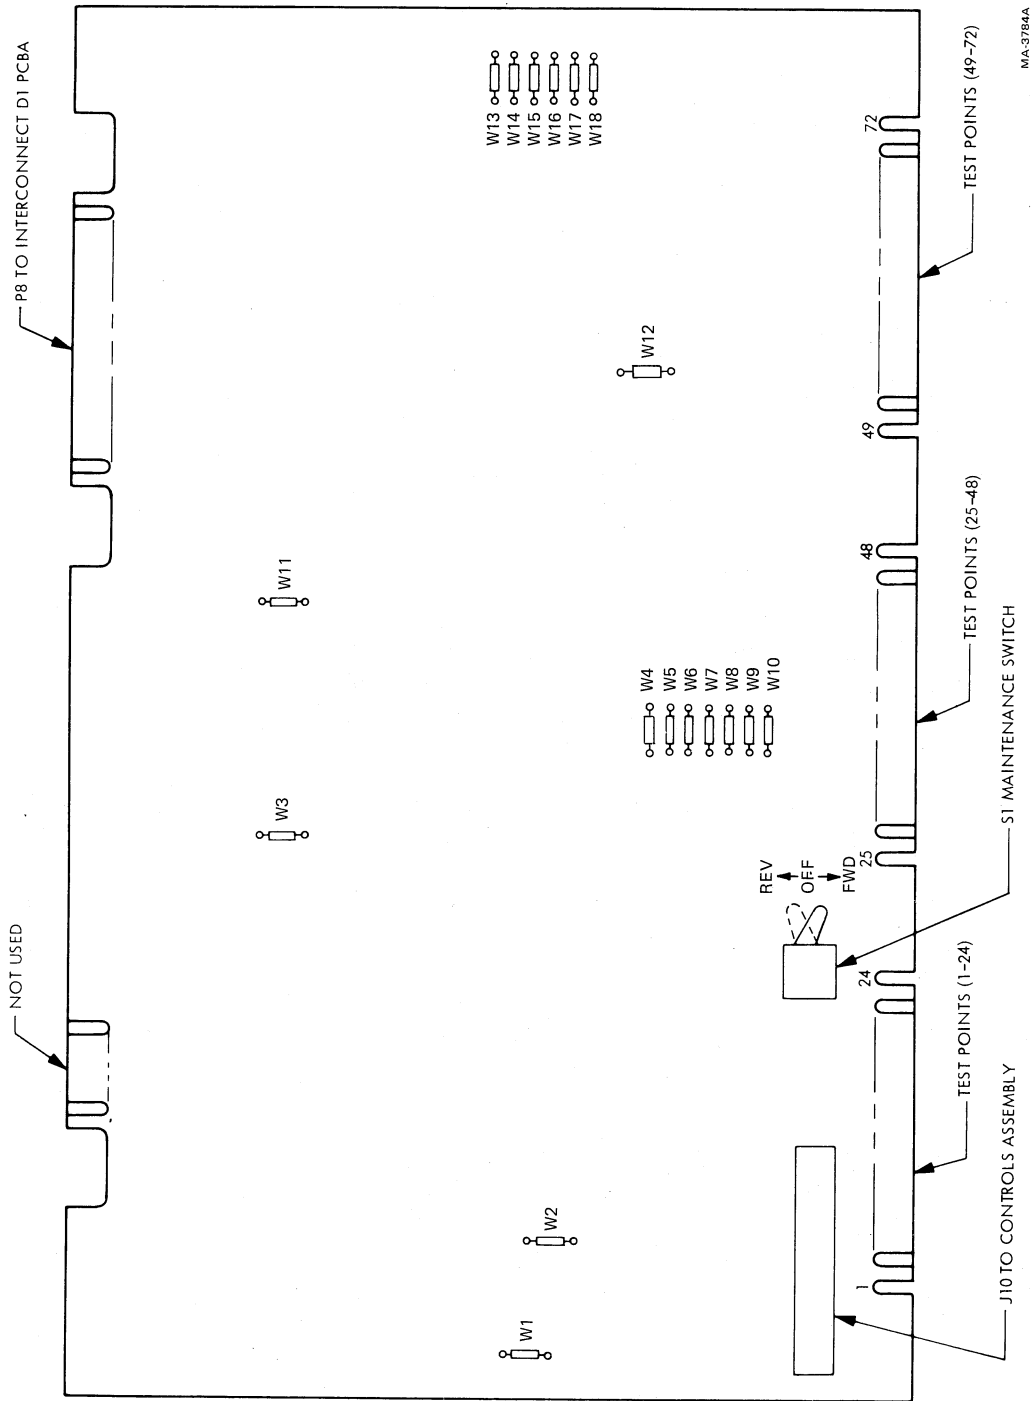 NOT USED
P8 TO INTERCONNECT D1 PCBA
W13
W14
W15
W16
W17
W18
W11
W3
W12
W2
W1
W4
W5
W6
W7
W8
W9
W10
REV
OFF
FWD
1
24
25
48
49
72
J10 TO CONTROLS ASSEMBLY
TEST POINTS (1-24)
S1 MAINTENANCE SWITCH
TEST POINTS (25-48)
TEST POINTS (49-72)
MA-3784A